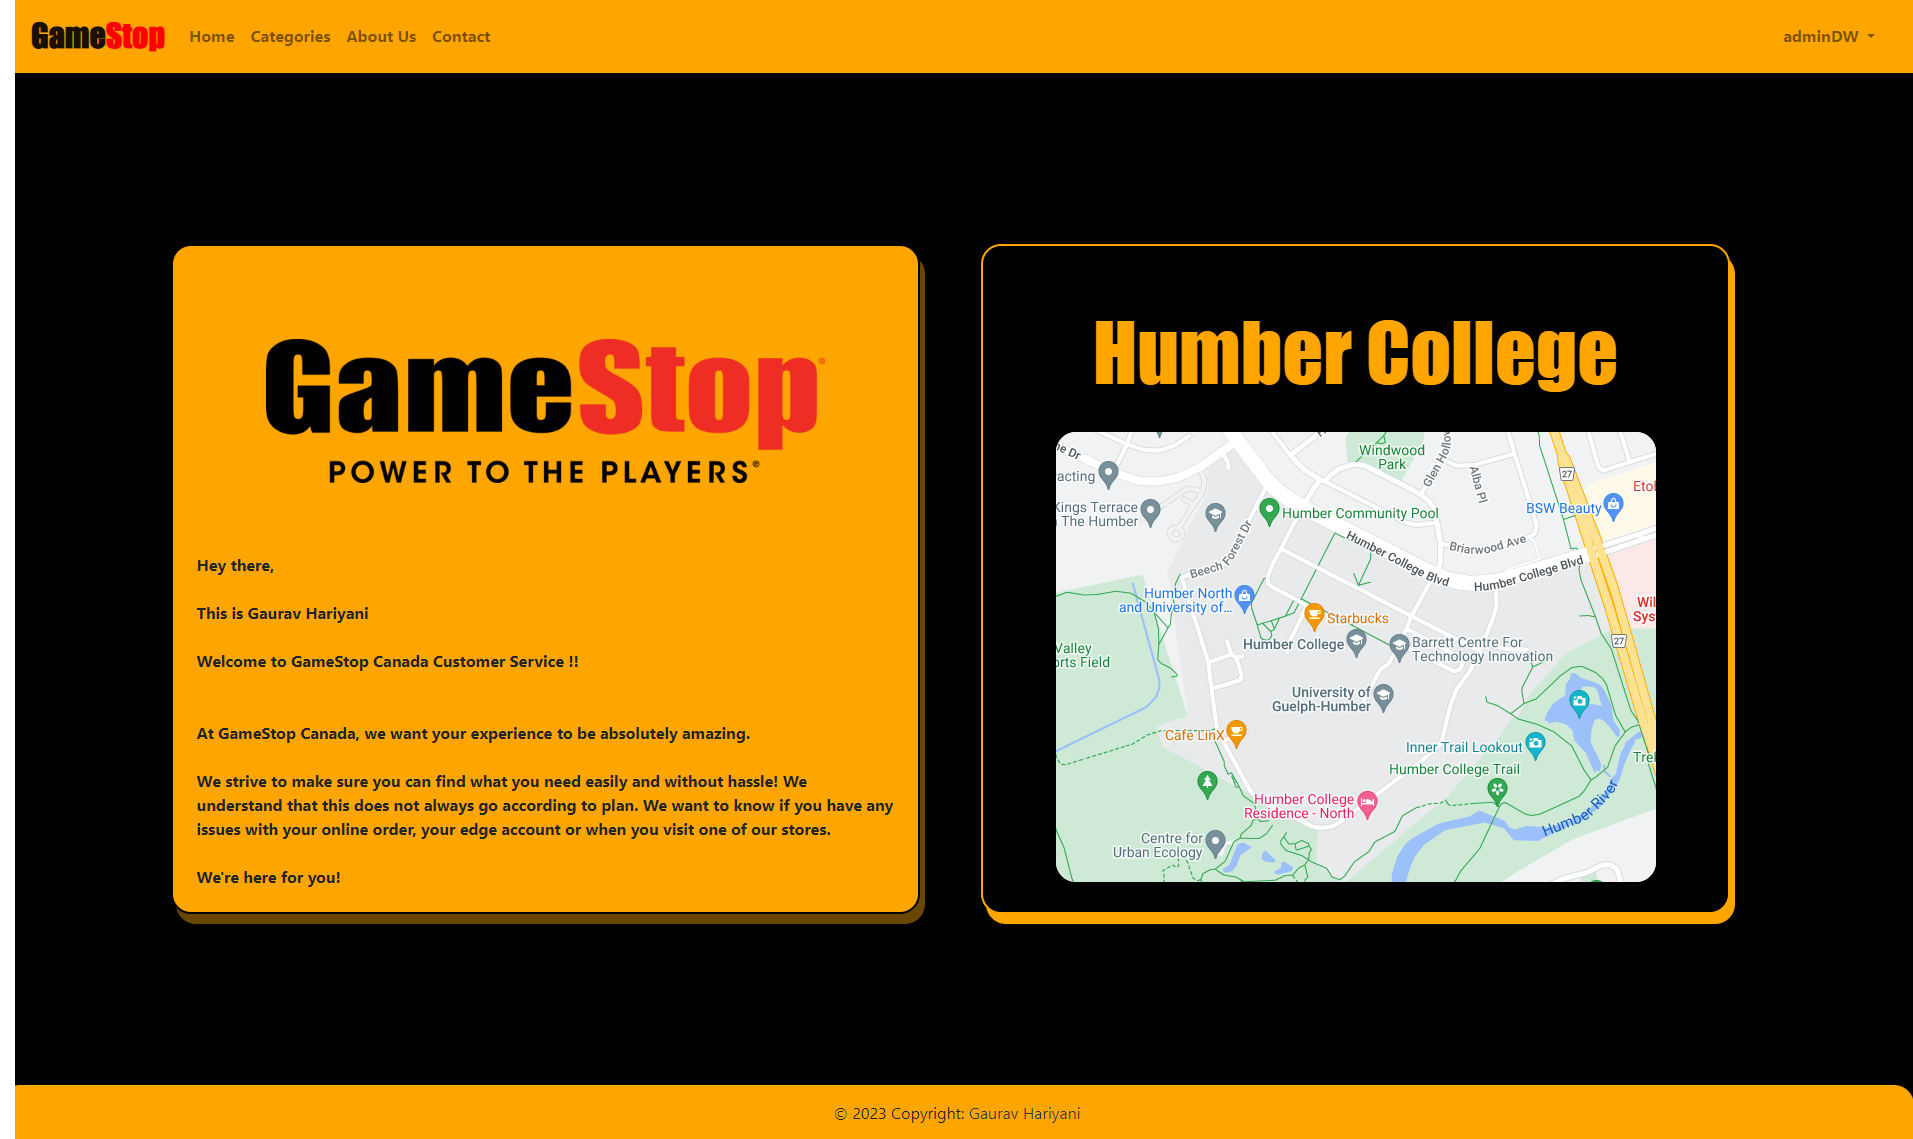 GameStop Home Categories About Us Contact adminDW
GameStop
POWER TO THE PLAYERS®
Hey there,
This is Gaurav Hariyani
Welcome to GameStop Canada Customer Service !!
At GameStop Canada, we want your experience to be absolutely amazing.
We strive to make sure you can find what you need easily and without hassle! We
understand that this does not always go according to plan. We want to know if you have any
issues with your online order, your edge account or when you visit one of our stores.
We're here for you!
Humber College
ne Dr
Windwood
Park
Glen Hollow
Alba Pl
27
Etol
acting
Kings Terrace
The Humber
Humber Community Pool
BSW Beauty
Beech Forest Dr
Humber College Blvd
Briarwood Ave
Humber College Blvd
Humber North
and University of...
Starbucks
Wil
Sys
Humber College
Barrett Centre For
Technology Innovation
27
Valley
orts Field
University of
Guelph-Humber
Café LinX
Inner Trail Lookout
Trel
Humber College Trail
Humber College
Residence - North
Humber River
Centre for
Urban Ecology
© 2023 Copyright: Gaurav Hariyani